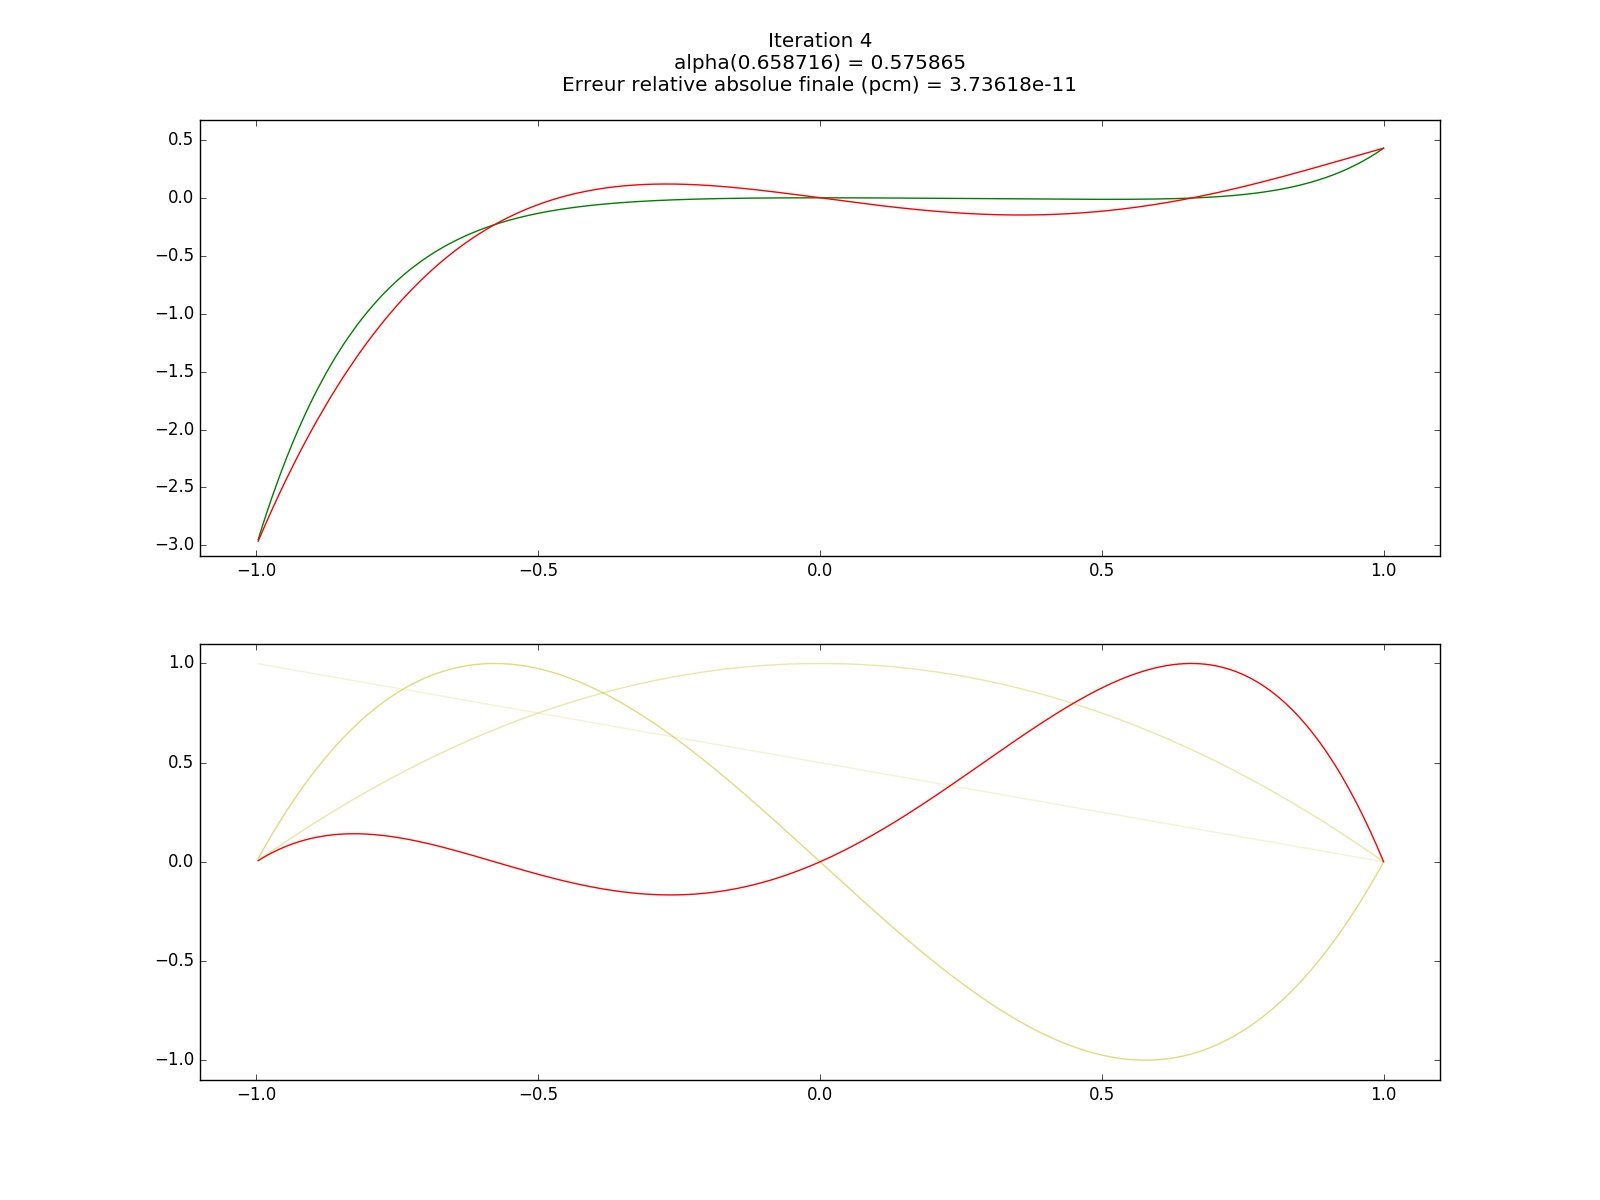 Iteration 4
alpha(0.658716) = 0.575865
Erreur relative absolue finale (pcm) = 3.73618e-11
0.5
0.0
−0.5
−1.0
−1.5
−2.0
−2.5
−3.0
−1.0 −0.5 0.0 0.5 1.0
1.0
0.5
0.0
−0.5
−1.0
−1.0 −0.5 0.0 0.5 1.0